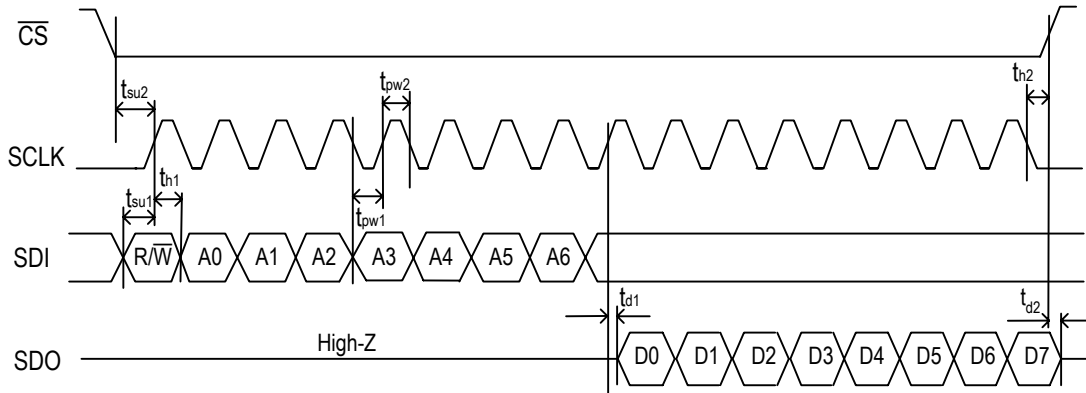 CS
tsu2
tpw2
th2
SCLK
tsu1
th1
tpw1
SDI
R/W A0 A1 A2 A3 A4 A5 A6
td1
td2
SDO
High-Z
D0 D1 D2 D3 D4 D5 D6 D7